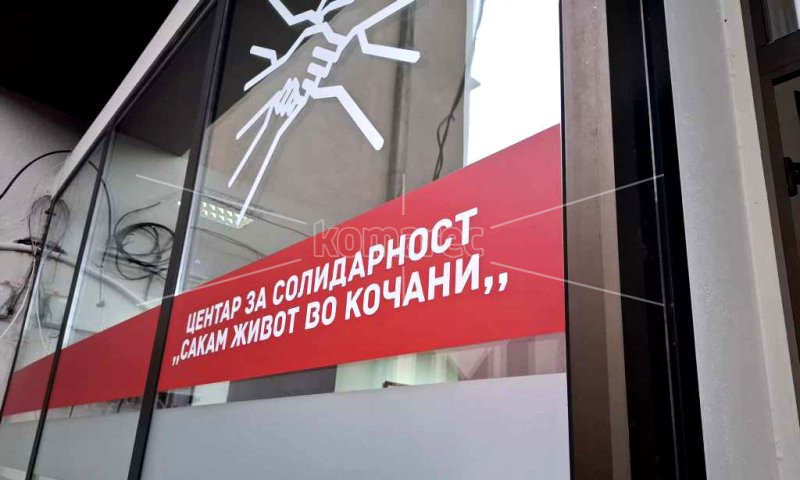 ЦЕНТАР ЗА СОЛИДАРНОСТ
,,САКАМ ЖИВОТ ВО КОЧАНИ,,